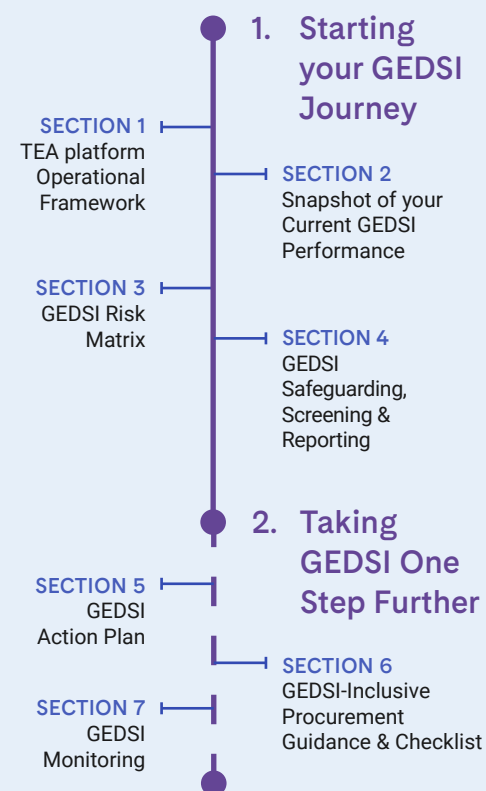 1. Starting
your GEDSI
Journey
SECTION 1
TEA platform
Operational
Framework
SECTION 2
Snapshot of your
Current GEDSI
Performance
SECTION 3
GEDSI Risk
Matrix
SECTION 4
GEDSI
Safeguarding,
Screening &
Reporting
2. Taking
GEDSI One
Step Further
SECTION 5
GEDSI
Action Plan
SECTION 6
GEDSI-Inclusive
Procurement
Guidance & Checklist
SECTION 7
GEDSI
Monitoring